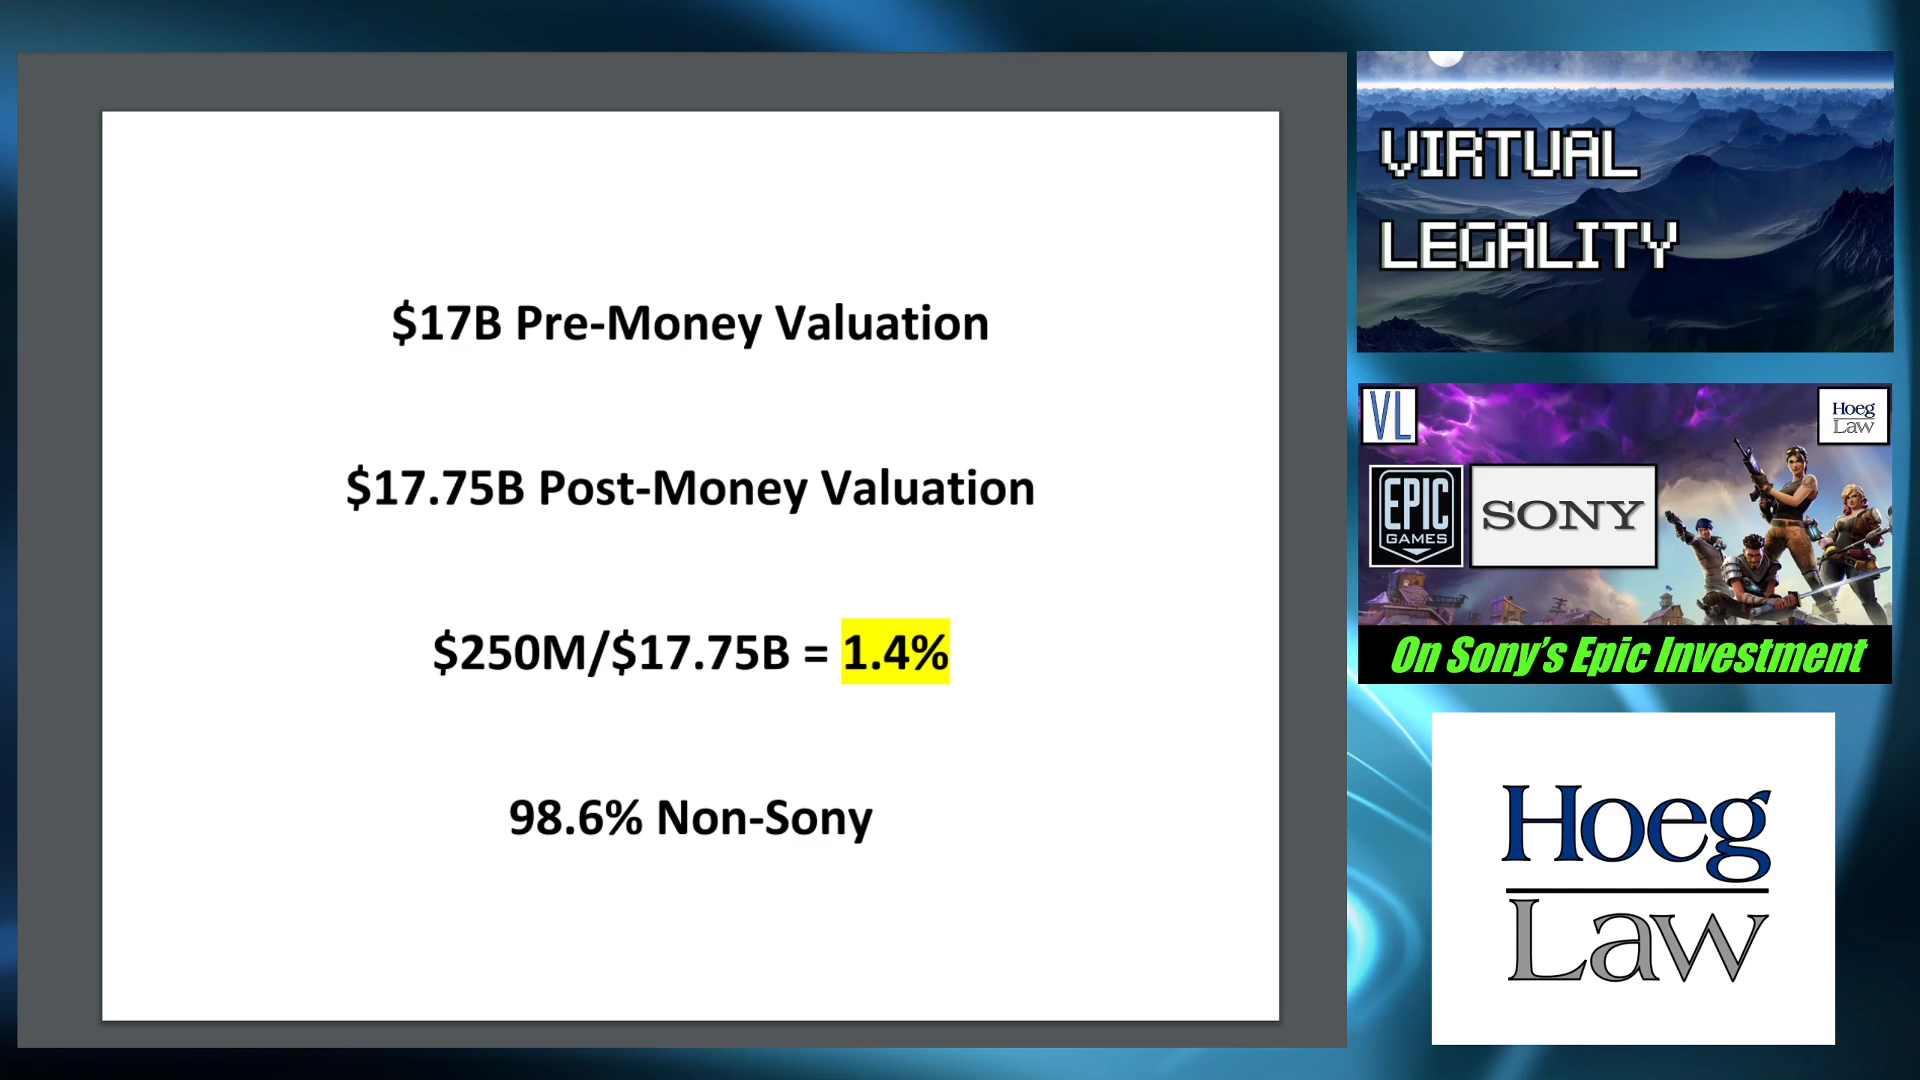 $17B Pre-Money Valuation
$17.75B Post-Money Valuation
$250M/$17.75B = 1.4%
98.6% Non-Sony
VIRTUAL
LEGALITY
VL
Hoeg
Law
EPIC
GAMES
SONY
On Sony's Epic Investment
Hoeg
Law